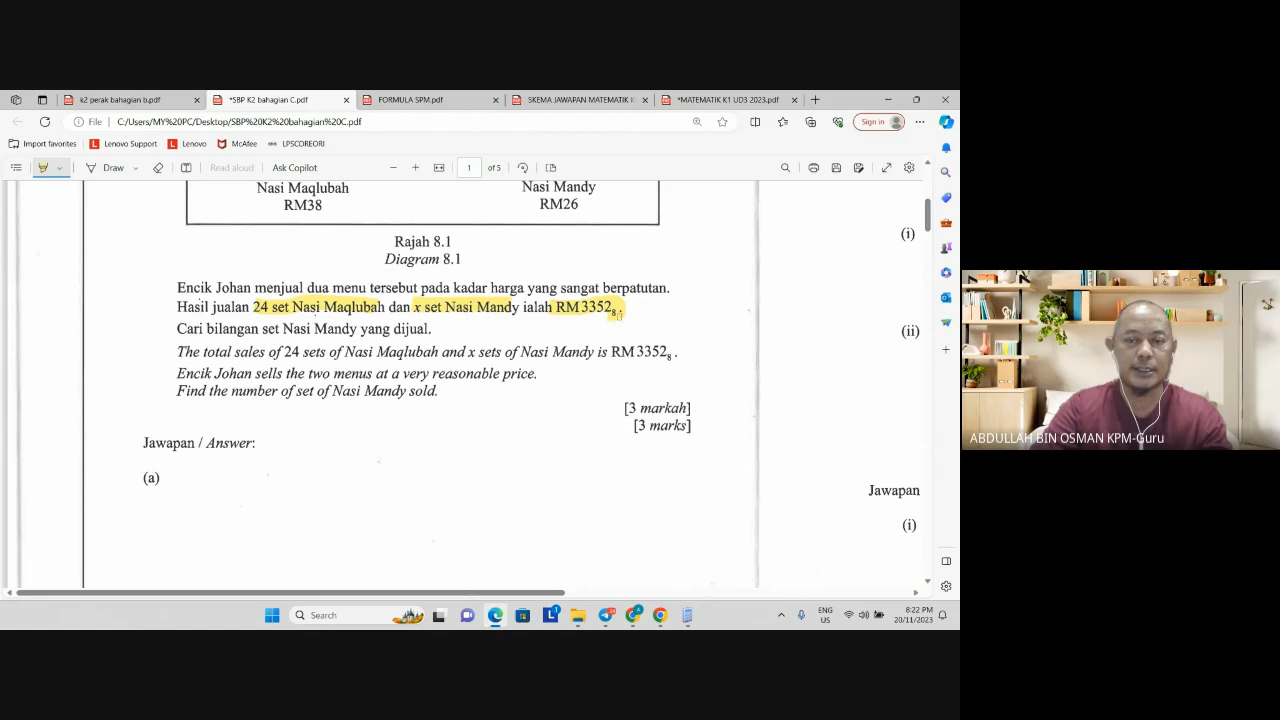 k2 perak bahagian b.pdf
*SBP K2 bahagian C.pdf
FORMULA SPM.pdf
SKEMA JAWAPAN MATEMATIK K
*MATEMATIK K1 UD3 2023.pdf
File
C:/Users/MY%20PC/Desktop/SBP%20K2%20bahagian%20C.pdf
Sign in
Import favorites
Lenovo Support
Lenovo
McAfee
LPSCOREORI
Draw
Read aloud
Ask Copilot
1 of 5
Nasi Maqlubah
RM38
Nasi Mandy
RM26
Rajah 8.1
Diagram 8.1
Encik Johan menjual dua menu tersebut pada kadar harga yang sangat berpatutan.
Hasil jualan 24 set Nasi Maqlubah dan x set Nasi Mandy ialah RM3352₈.
Cari bilangan set Nasi Mandy yang dijual.
The total sales of 24 sets of Nasi Maqlubah and x sets of Nasi Mandy is RM3352₈.
Encik Johan sells the two menus at a very reasonable price.
Find the number of set of Nasi Mandy sold.
[3 markah]
[3 marks]
Jawapan / Answer:
(a)
(i)
(ii)
Jawapan
(i)
ABDULLAH BIN OSMAN KPM-Guru
Search
ENG
US
8:22 PM
20/11/2023